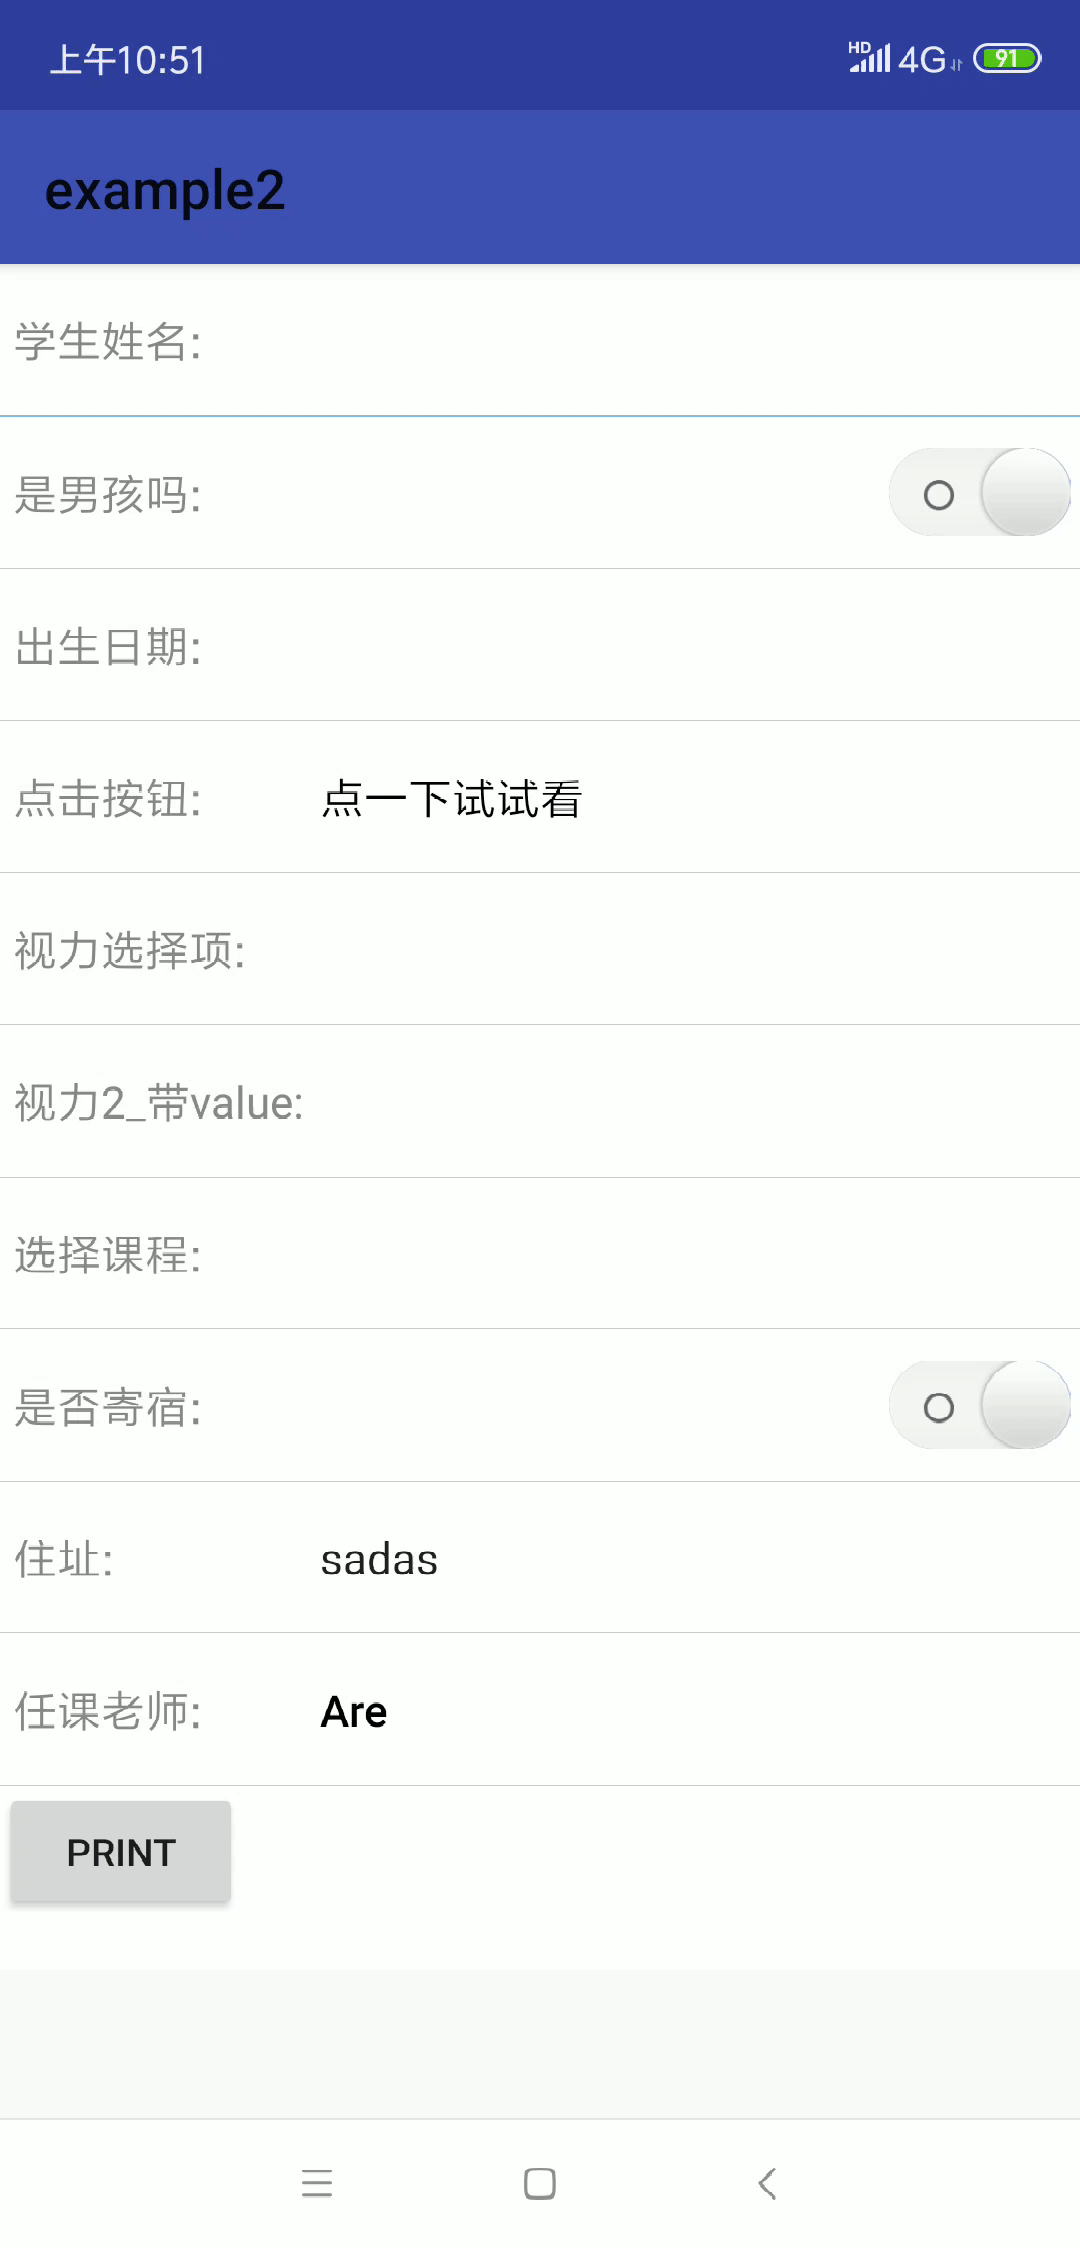 上午10:51
HD 4G 91
example2
学生姓名:
是男孩吗:
出生日期:
点击按钮: 点一下试试看
视力选择项:
视力2_带value:
选择课程:
是否寄宿:
住址: sadas
任课老师: Are
PRINT